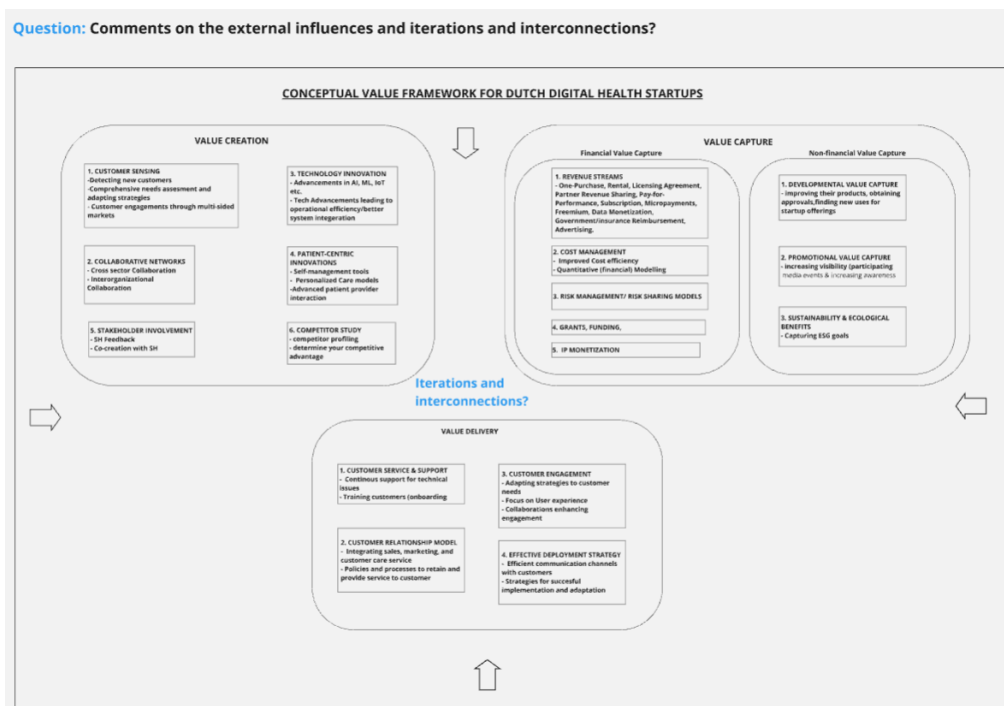 Question: Comments on the external influences and iterations and interconnections?
CONCEPTUAL VALUE FRAMEWORK FOR DUTCH DIGITAL HEALTH STARTUPS
VALUE CREATION
1. CUSTOMER SENSING
-Detecting new customers
-Comprehensive needs assesment and
adapting strategies
- Customer engagements through multi-sided
markets
2. COLLABORATIVE NETWORKS
- Cross sector Collaboration
- Interorganizational
Collaboration
5. STAKEHOLDER INVOLVEMENT
- SH Feedback
- Co-creation with SH
3. TECHNOLOGY INNOVATION
- Advancements in AI, ML, IoT
etc.
- Tech Advancements leading to
operational efficiency/better
system integeration
4. PATIENT-CENTRIC
INNOVATIONS
- Self-management tools
- Personalized Care models
-Advanced patient provider
interaction
6. COMPETITOR STUDY
- competitor profiling
- determine your competitive
advantage
VALUE CAPTURE
Financial Value Capture
1. REVENUE STREAMS
- One-Purchase, Rental, Licensing Agreement,
Partner Revenue Sharing, Pay-for-
Performance, Subscription, Micropayments,
Freemium, Data Monetization,
Government/insurance Reimbursement,
Advertising.
2. COST MANAGEMENT
- Improved Cost efficiency
- Quantitative (financial) Modelling
3. RISK MANAGEMENT/ RISK SHARING MODELS
4. GRANTS, FUNDING,
5. IP MONETIZATION
Non-financial Value Capture
1. DEVELOPMENTAL VALUE CAPTURE
- improving their products, obtaining
approvals,finding new uses for
startup offerings
2. PROMOTIONAL VALUE CAPTURE
- increasing visibility (participating
media events & increasing awareness
3. SUSTAINABILITY & ECOLOGICAL
BENEFITS
- Capturing ESG goals
Iterations and
interconnections?
VALUE DELIVERY
1. CUSTOMER SERVICE & SUPPORT
- Continous support for technical
issues
- Training customers (onboarding
2. CUSTOMER RELATIONSHIP MODEL
- Integrating sales, marketing, and
customer care service
- Policies and processes to retain and
provide service to customer
3. CUSTOMER ENGAGEMENT
- Adapting strategies to customer
needs
- Focus on User experience
- Collaborations enhancing
engagement
4. EFFECTIVE DEPLOYMENT STRATEGY
- Efficient communication channels
with customers
- Strategies for succesful
implementation and adaptation